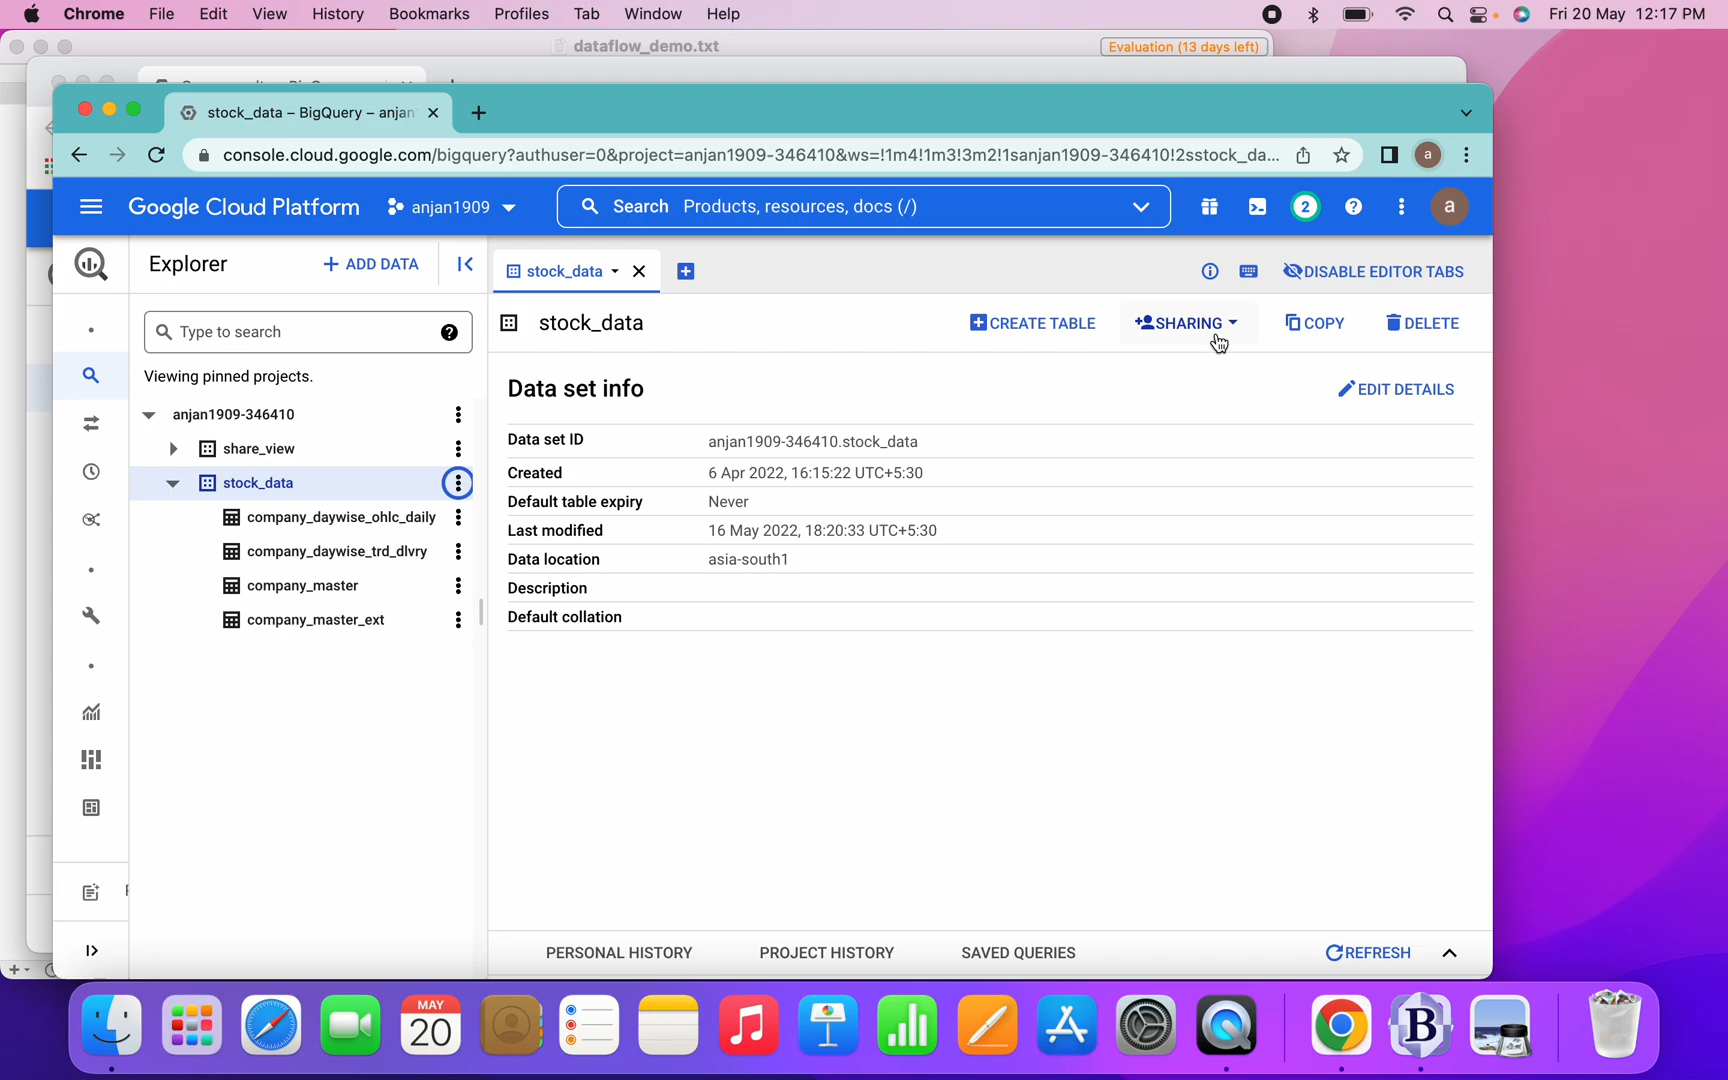 Chrome File Edit View History Bookmarks Profiles Tab Window Help Fri 20 May 12:17 PM
dataflow_demo.txt Evaluation (13 days left)
stock_data – BigQuery – anjan
console.cloud.google.com/bigquery?authuser=0&project=anjan1909-346410&ws=!1m4!1m3!3m2!1sanjan1909-346410!2sstock_da... a
Google Cloud Platform anjan1909 Search Products, resources, docs (/) 2 a
Explorer + ADD DATA stock_data DISABLE EDITOR TABS
Type to search
stock_data CREATE TABLE SHARING COPY DELETE
Viewing pinned projects.
Data set info EDIT DETAILS
anjan1909-346410
share_view
stock_data
company_daywise_ohlc_daily
company_daywise_trd_dlvry
company_master
company_master_ext
Data set ID anjan1909-346410.stock_data
Created 6 Apr 2022, 16:15:22 UTC+5:30
Default table expiry Never
Last modified 16 May 2022, 18:20:33 UTC+5:30
Data location asia-south1
Description
Default collation
PERSONAL HISTORY PROJECT HISTORY SAVED QUERIES REFRESH
MAY
20
B